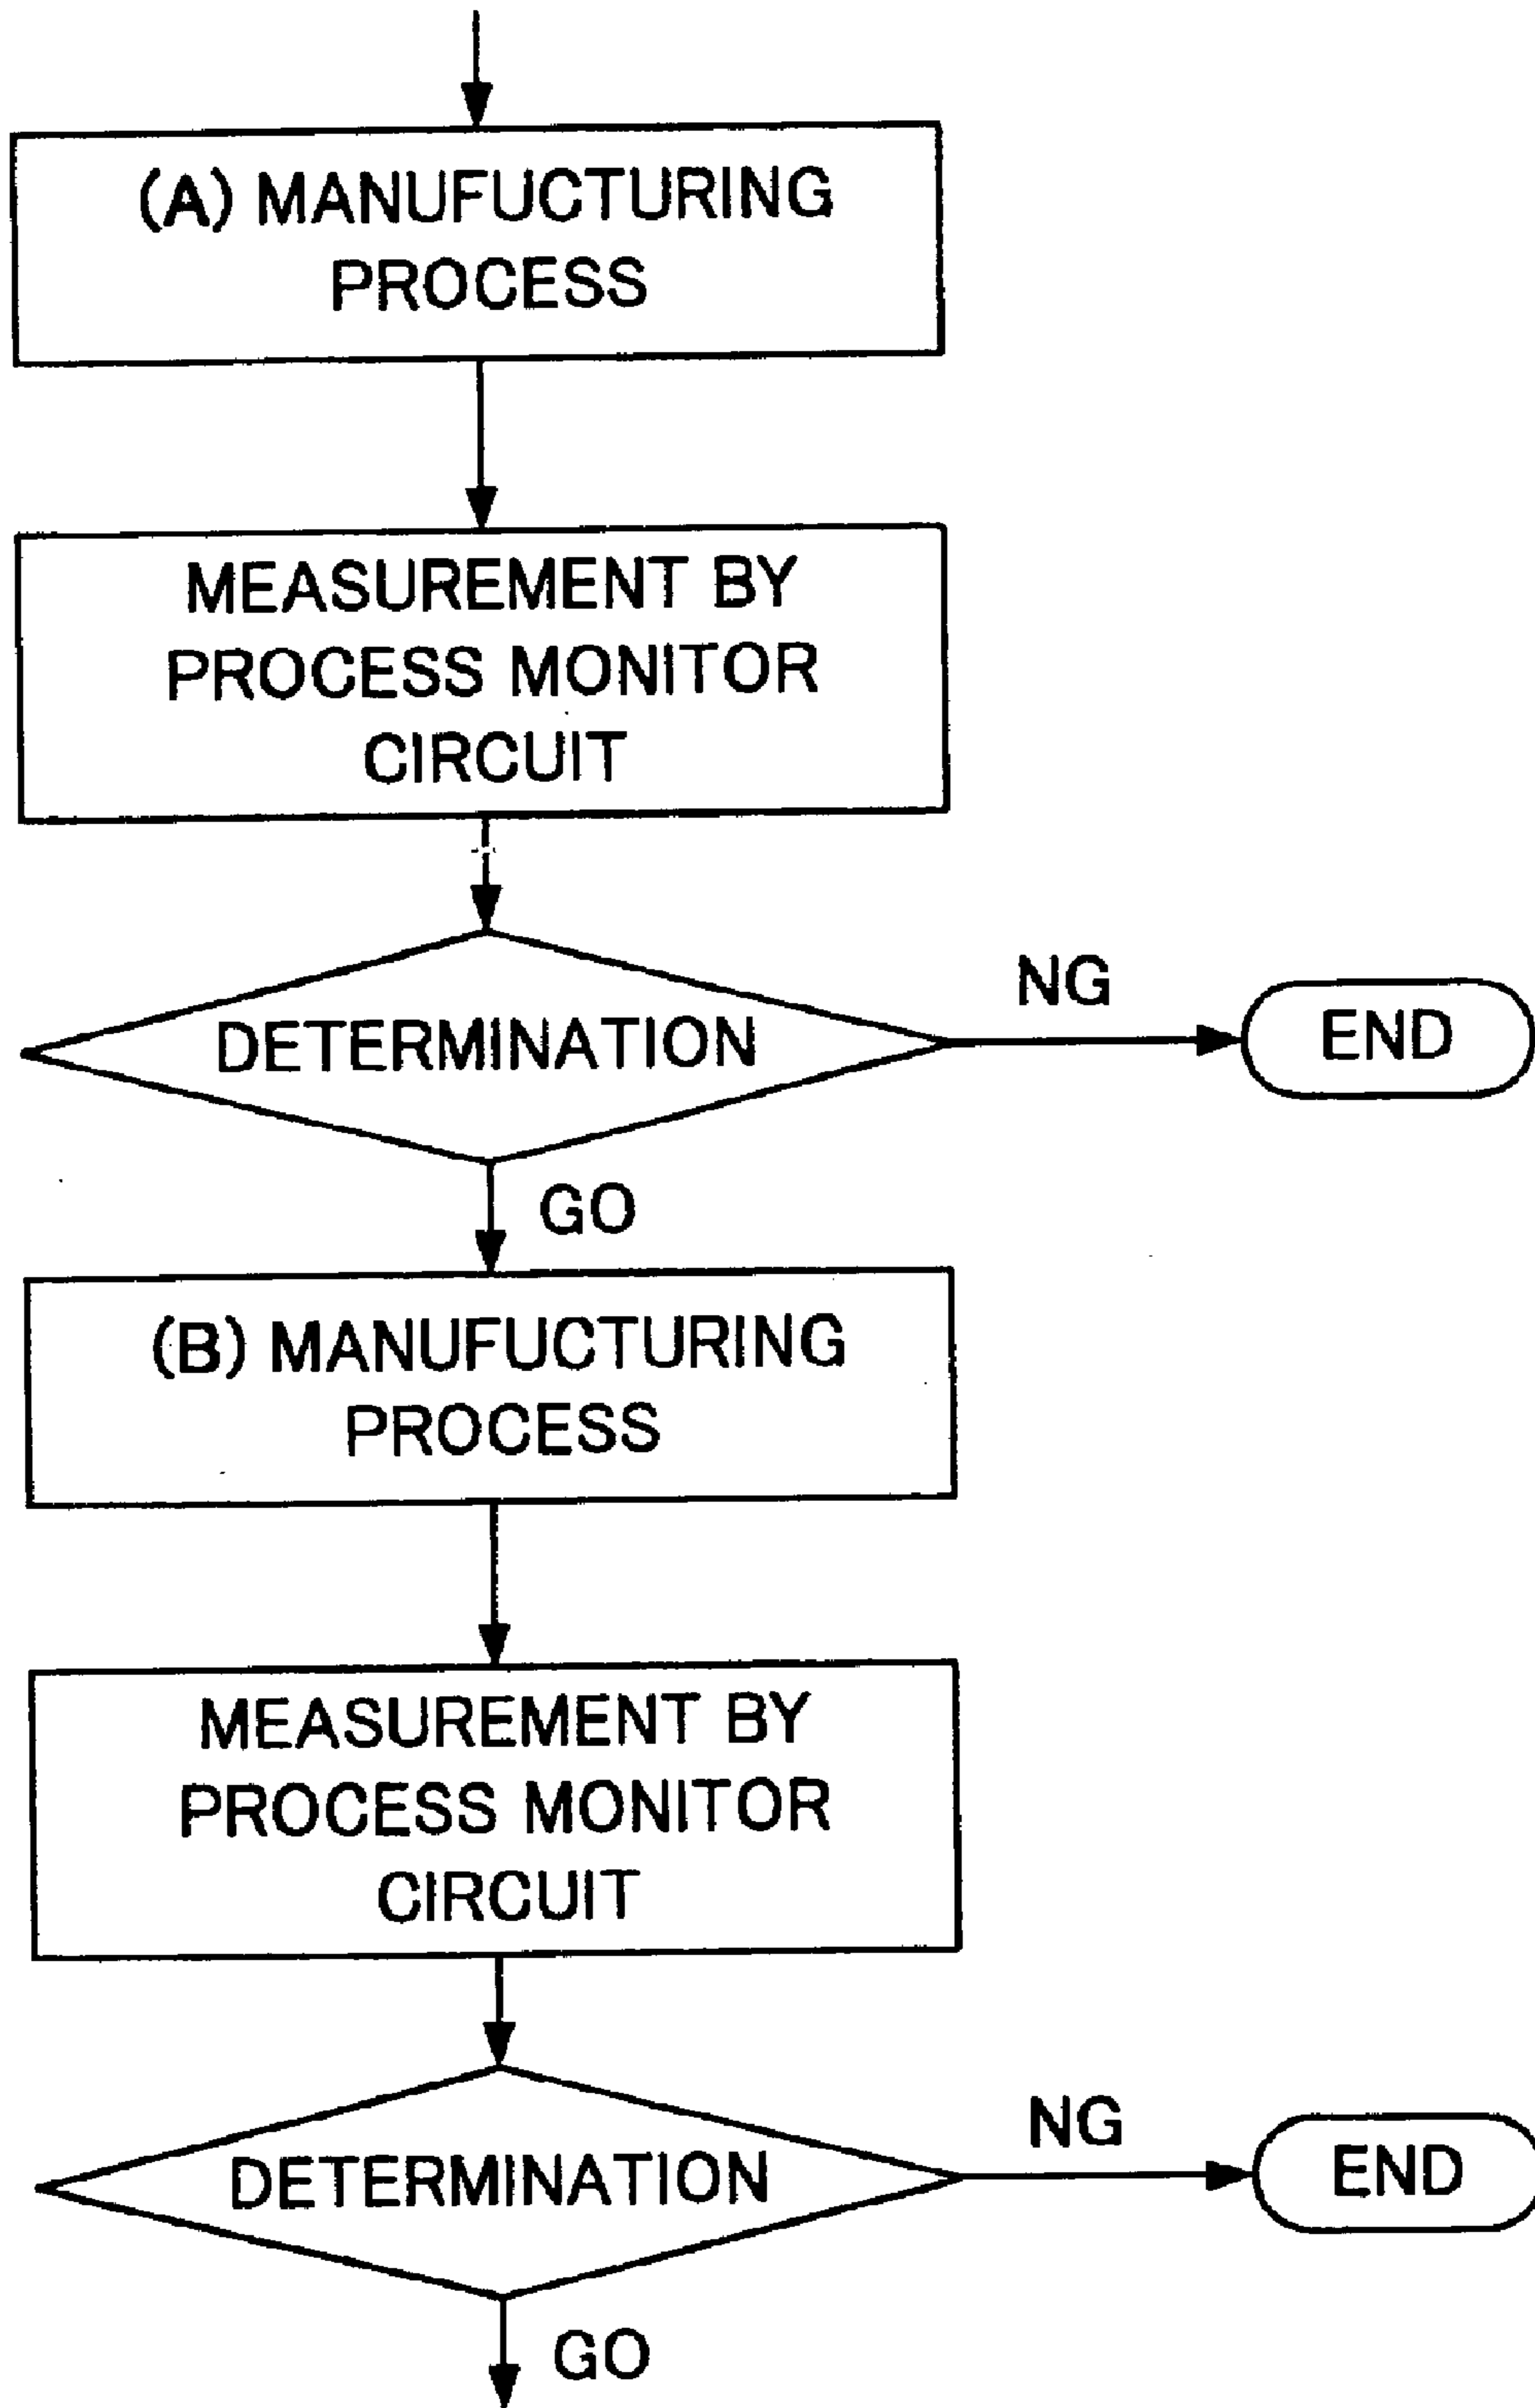 (A) MANUFUCTURING
PROCESS
MEASUREMENT BY
PROCESS MONITOR
CIRCUIT
DETERMINATION
NG
END
GO
(B) MANUFUCTURING
PROCESS
MEASUREMENT BY
PROCESS MONITOR
CIRCUIT
DETERMINATION
NG
END
GO